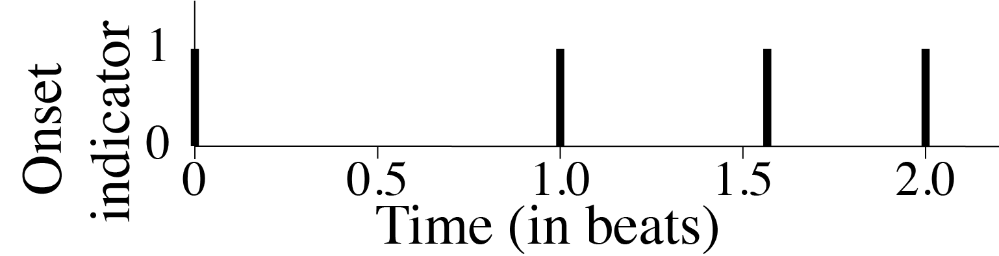 Onset
indicator
1
0
0 0.5 1.0 1.5 2.0
Time (in beats)